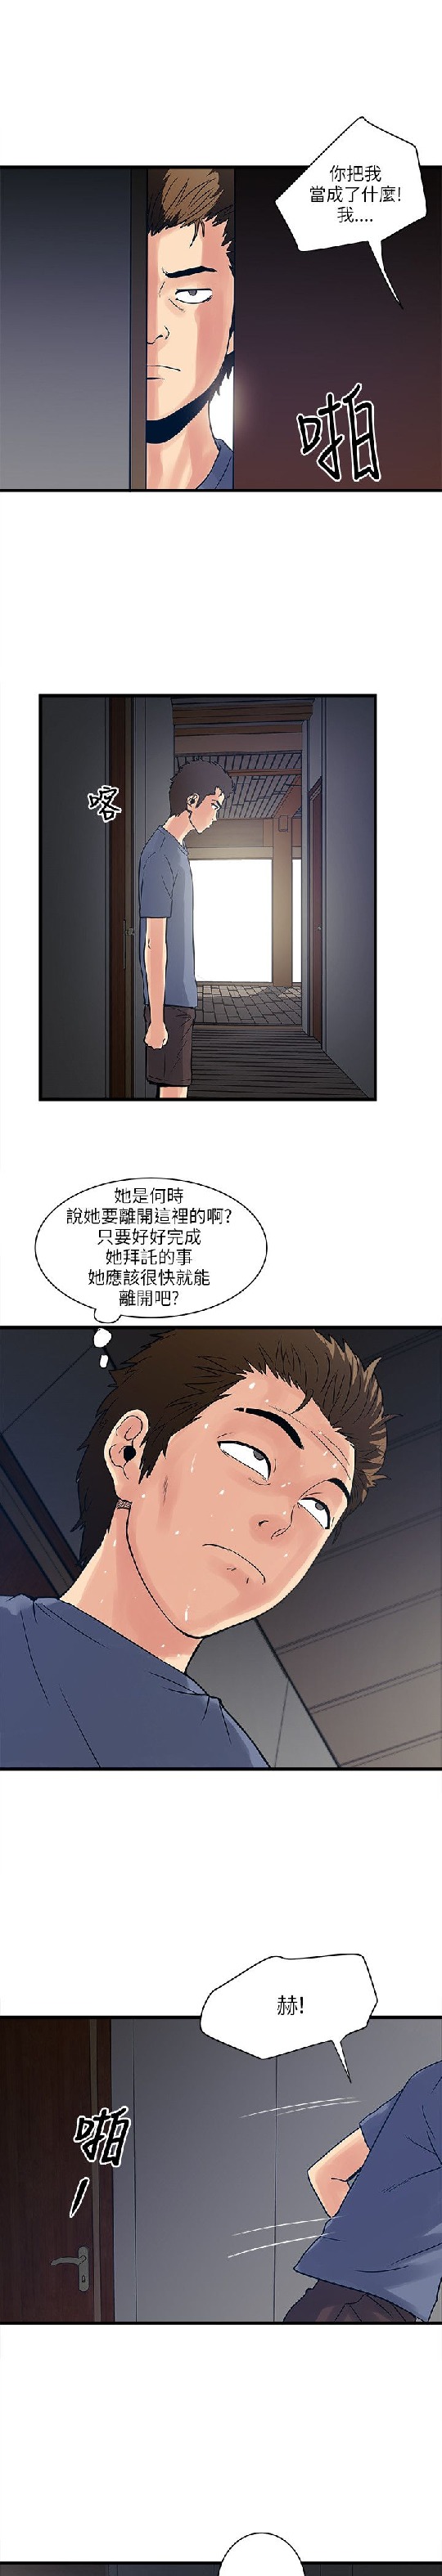 你把我
當成了什麼!
我....
啪
喀
她是何時
說她要離開這裡的啊?
只要好好完成
她拜託的事
她應該很快就能
離開吧?
赫!
啪